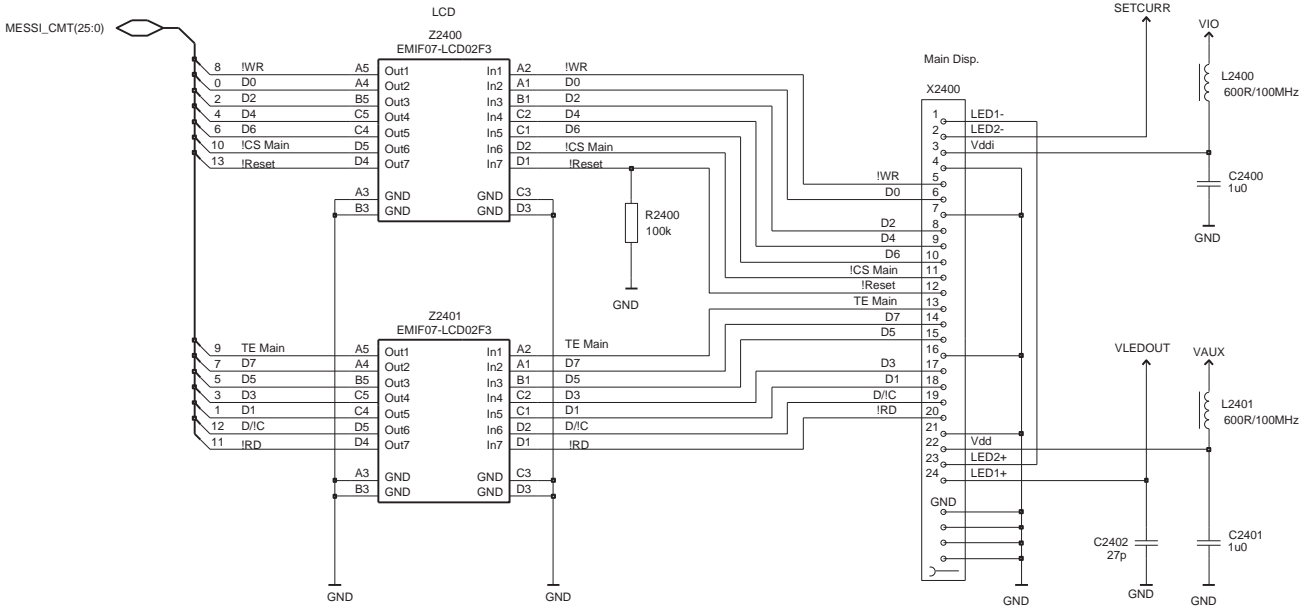 LCD
MESSI_CMT(25:0)
Z2400
EMIF07-LCD02F3
8 !WR A5 Out1 In1 A2 !WR
0 D0 A4 Out2 In2 A1 D0
2 D2 B5 Out3 In3 B1 D2
4 D4 C5 Out4 In4 C2 D4
6 D6 C4 Out5 In5 C1 D6
10 !CS Main D5 Out6 In6 D2 !CS Main
13 !Reset D4 Out7 In7 D1 !Reset
A3 GND GND C3
B3 GND GND D3
R2400
100k
GND
Z2401
EMIF07-LCD02F3
9 TE Main A5 Out1 In1 A2 TE Main
7 D7 A4 Out2 In2 A1 D7
5 D5 B5 Out3 In3 B1 D5
3 D3 C5 Out4 In4 C2 D3
1 D1 C4 Out5 In5 C1 D1
12 D/!C D5 Out6 In6 D2 D/!C
11 !RD D4 Out7 In7 D1 !RD
A3 GND GND C3
B3 GND GND D3
GND
GND
Main Disp.
X2400
1 LED1-
2 LED2-
3 Vddi
4
!WR 5
D0 6
7
D2 8
D4 9
D6 10
!CS Main 11
!Reset 12
TE Main 13
D7 14
D5 15
16
D3 17
D1 18
D/!C 19
!RD 20
21
22 Vdd
23 LED2+
24 LED1+
GND
GND
SETCURR
VIO
L2400
600R/100MHz
C2400
1u0
GND
VLEDOUT
VAUX
L2401
600R/100MHz
C2402
27p
GND
C2401
1u0
GND